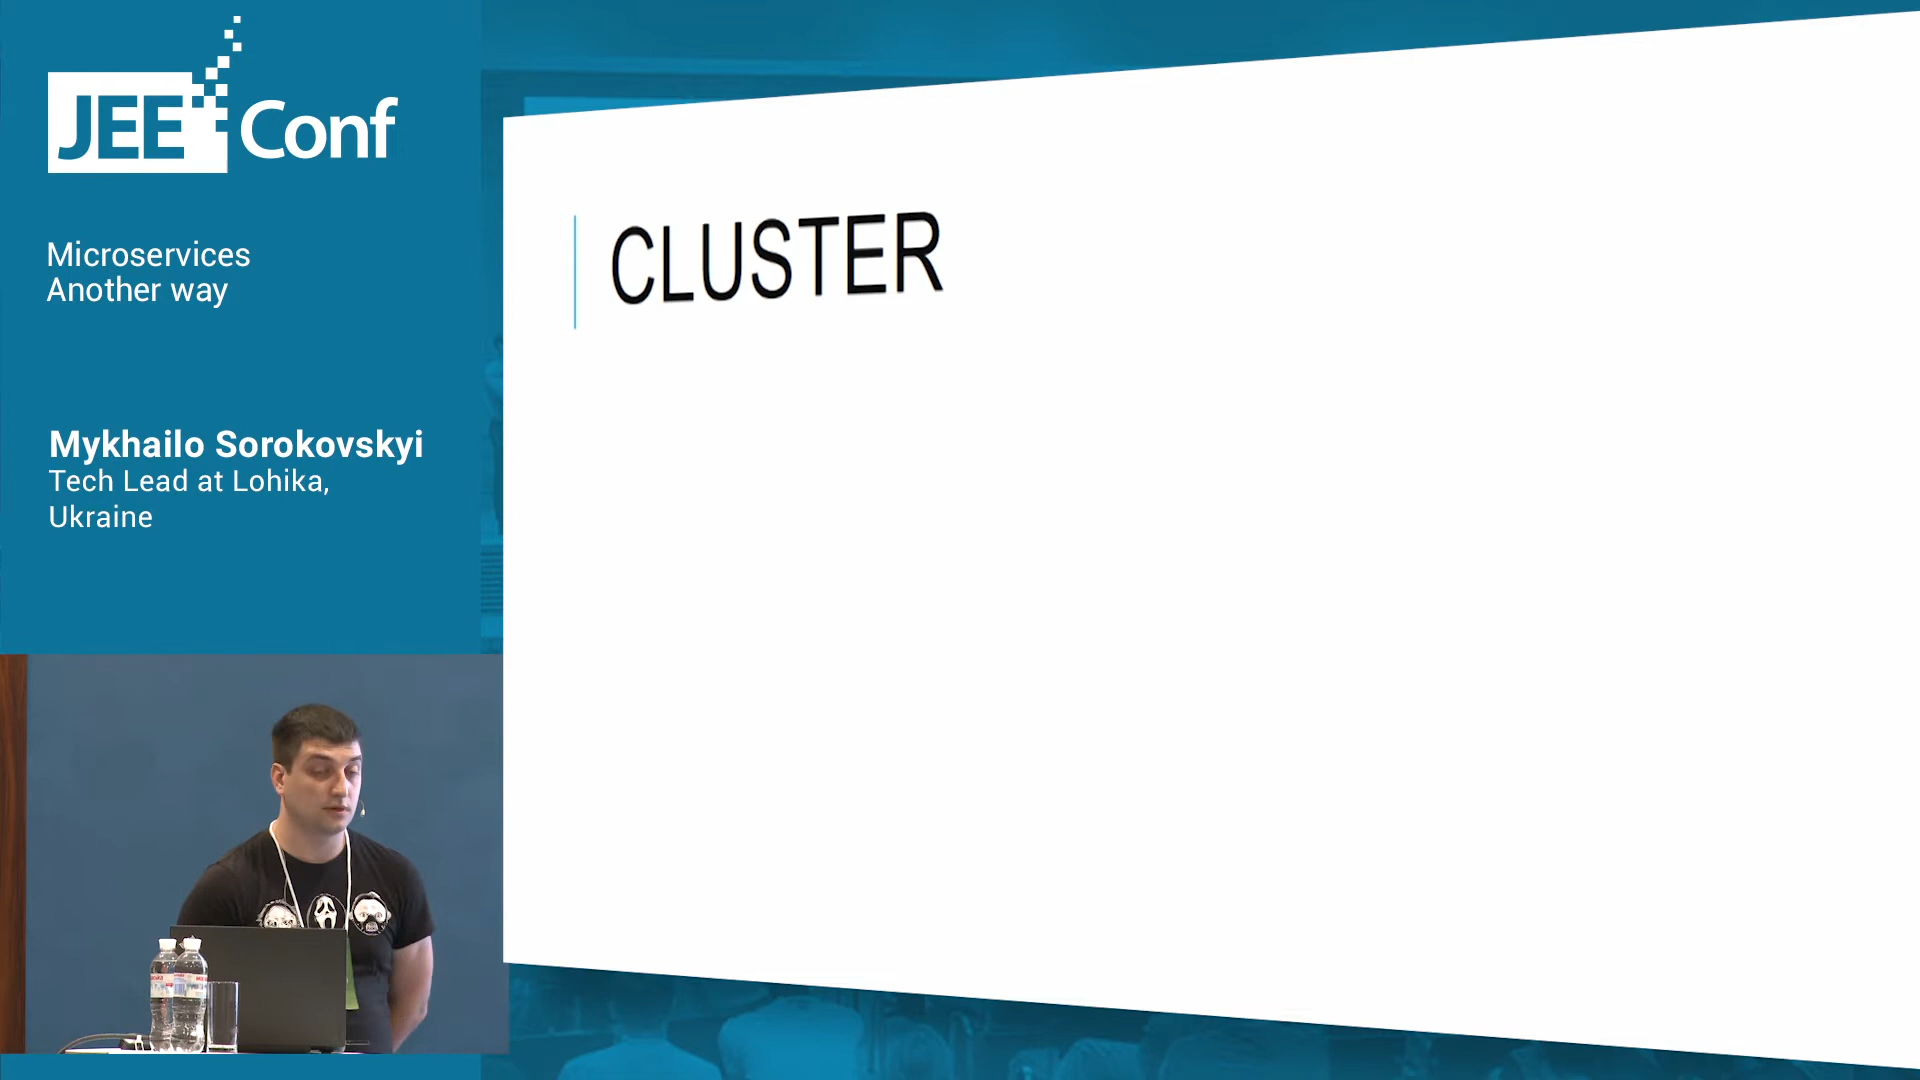 JEE Conf
Microservices
Another way
Mykhailo Sorokovskyi
Tech Lead at Lohika,
Ukraine
CLUSTER